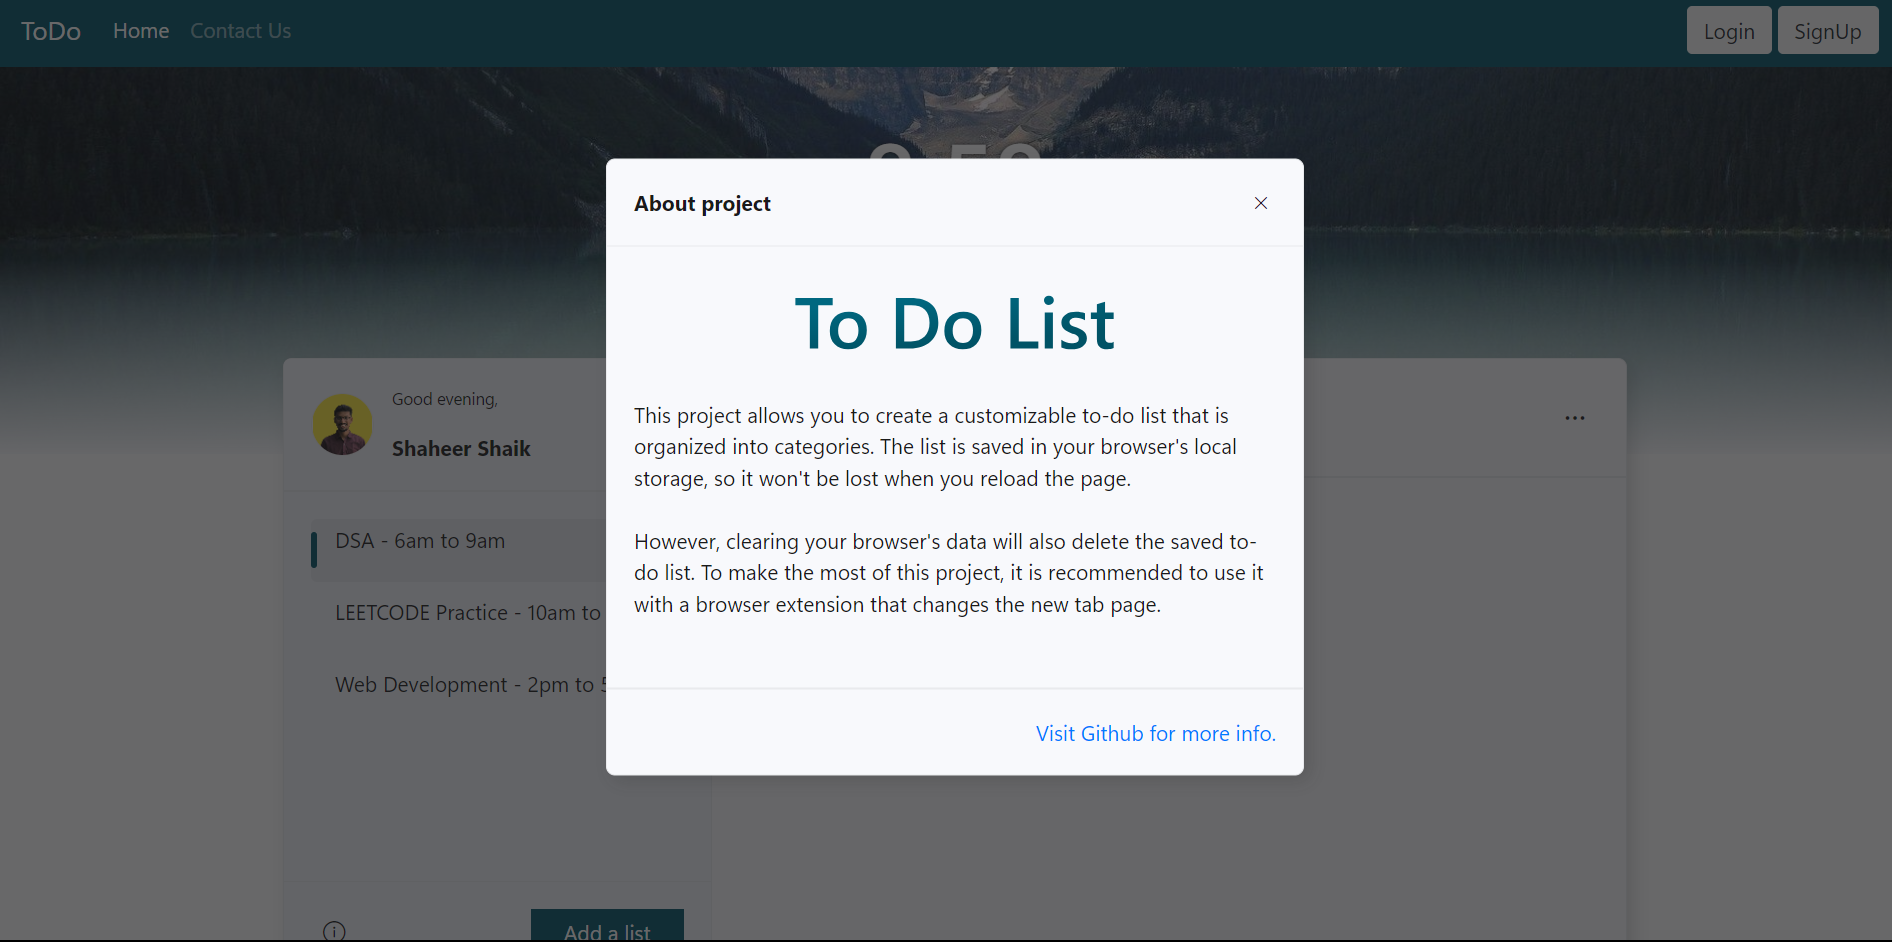 ToDo Home Contact Us Login SignUp
About project
To Do List
This project allows you to create a customizable to-do list that is
organized into categories. The list is saved in your browser's local
storage, so it won't be lost when you reload the page.
However, clearing your browser's data will also delete the saved to-
do list. To make the most of this project, it is recommended to use it
with a browser extension that changes the new tab page.
Visit Github for more info.
Good evening,
Shaheer Shaik
DSA - 6am to 9am
LEETCODE Practice - 10am to
Web Development - 2pm to
Add a list